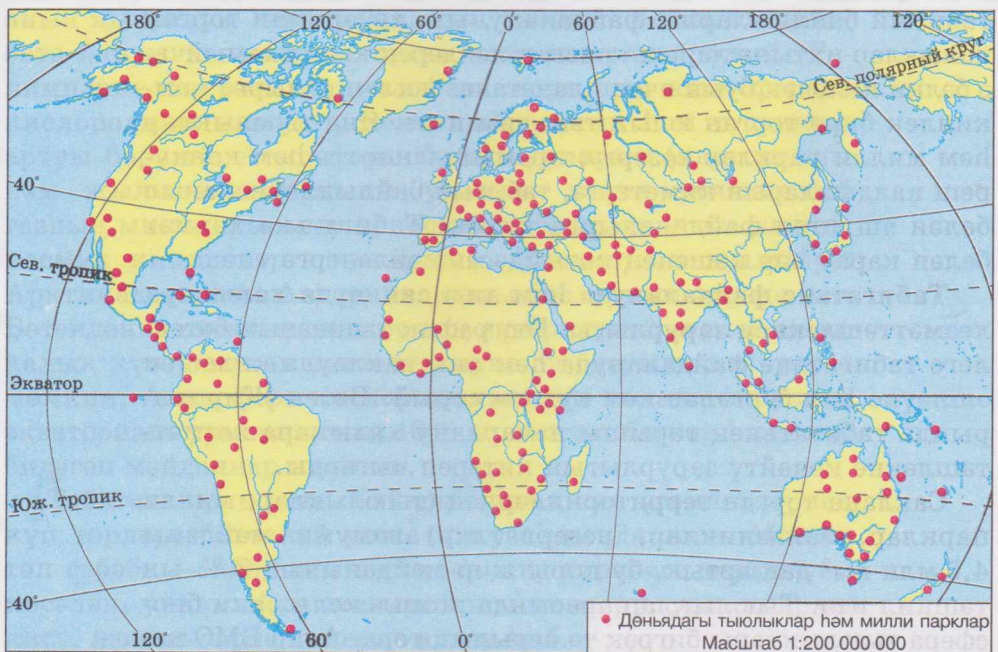 180° 120° 60° 0 60° 120° 180° 120°
Сев. полярный круг
40°
Сев. тропик
Экватор
Юж. тропик
40°
120°
60°
Дөньядагы тыюлыклар һәм милли парклар
Масштаб 1:200 000 000